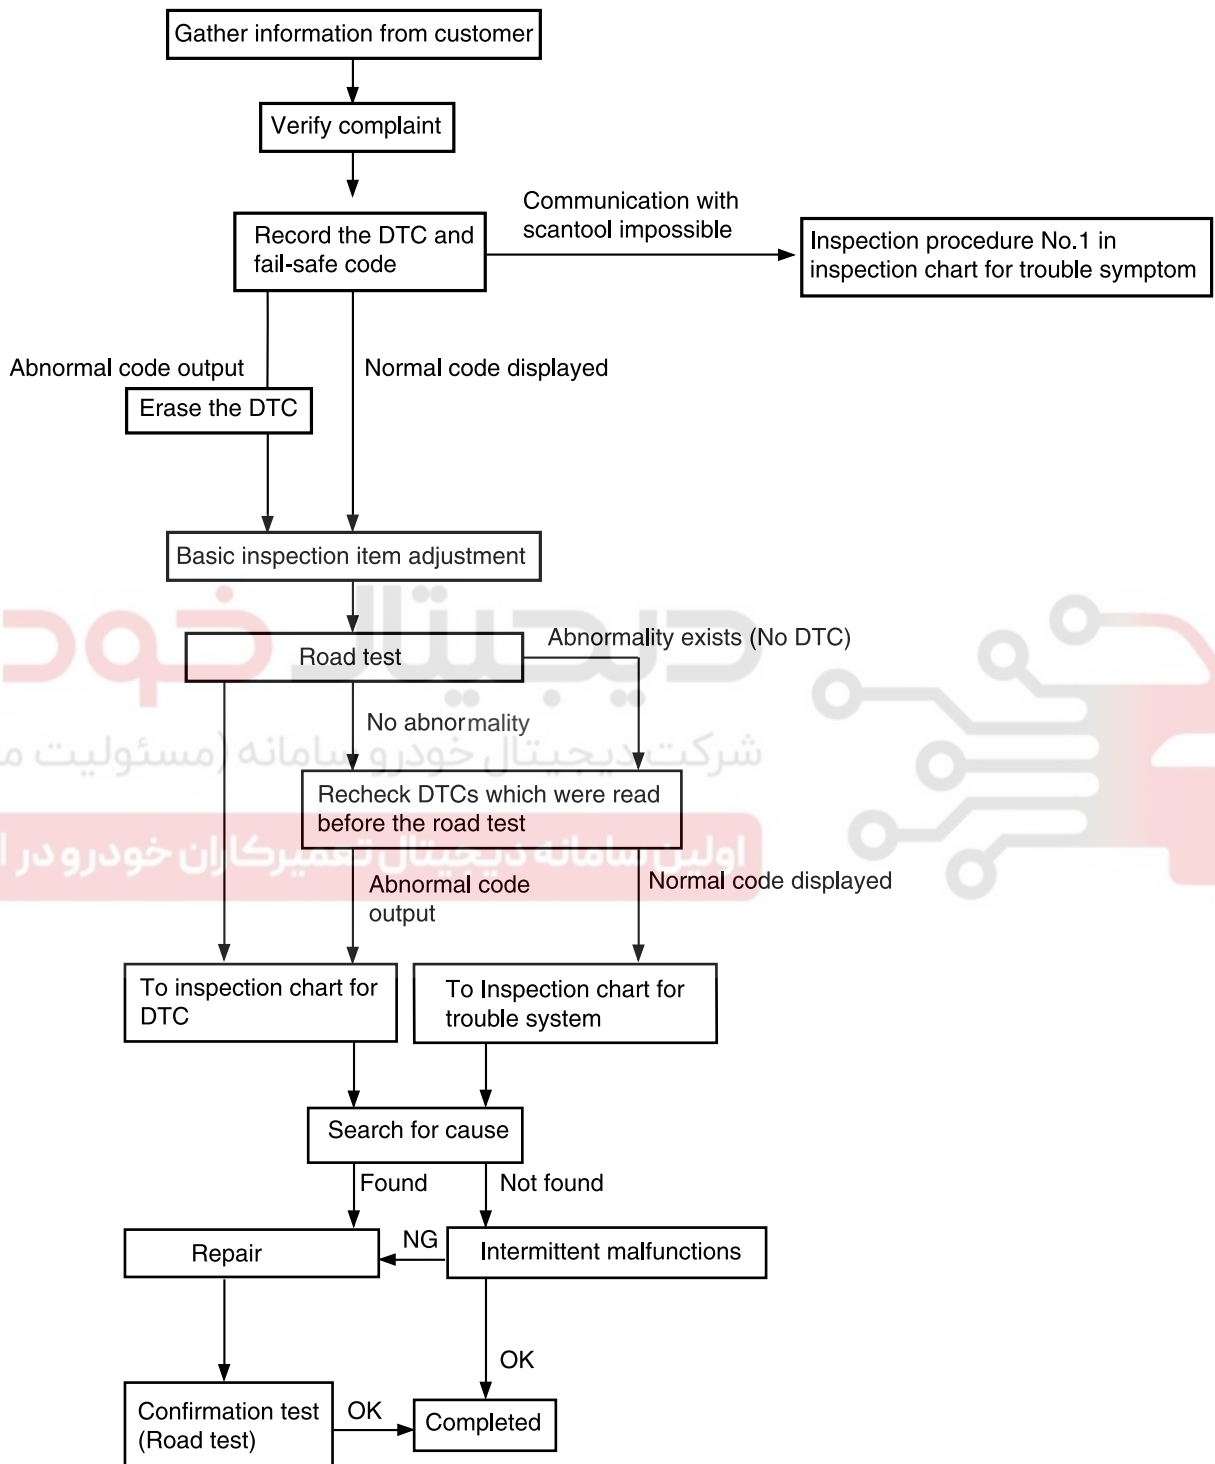 Gather information from customer
Verify complaint
Communication with
scantool impossible
Record the DTC and
fail-safe code
Inspection procedure No.1 in
inspection chart for trouble symptom
Abnormal code output
Normal code displayed
Erase the DTC
Basic inspection item adjustment
دیجیتال خودرو
Road test
Abnormality exists (No DTC)
No abnormality
شرکت دیجیتال خودرو سامانه (مسئولیت
Recheck DTCs which were read
before the road test
اولین سامانه دیجیتال تعمیرکاران خودرو در
Abnormal code
output
Normal code displayed
To inspection chart for
DTC
To Inspection chart for
trouble system
Search for cause
Found
Not found
Repair
NG
Intermittent malfunctions
OK
Confirmation test
(Road test)
OK
Completed